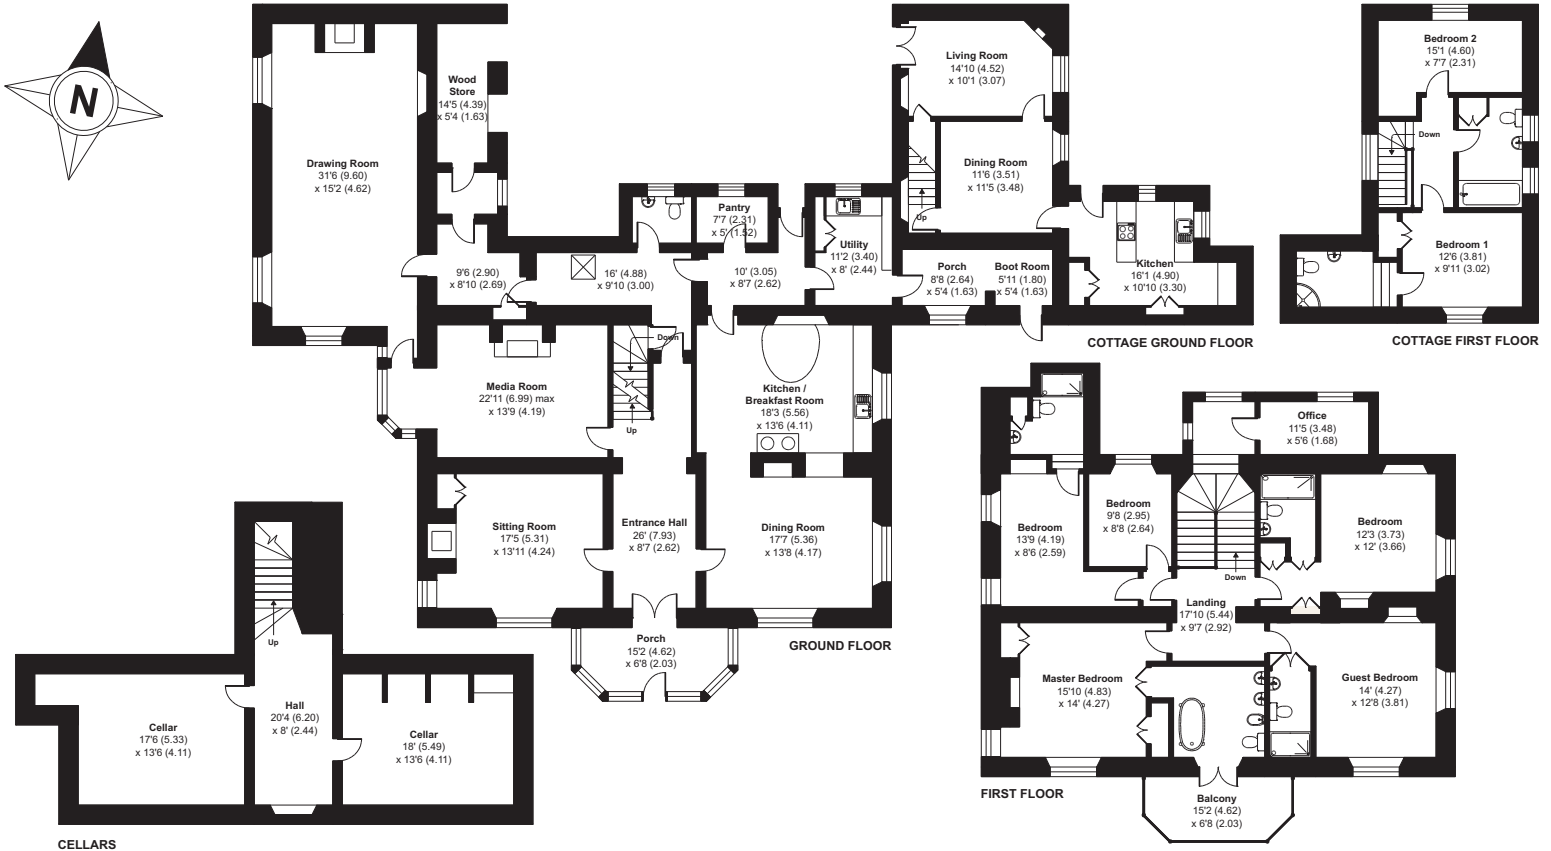 N
Drawing Room
31'6 (9.60)
x 15'2 (4.62)
Wood
Store
14'5 (4.39)
x 5'4 (1.63)
9'6 (2.90)
x 8'10 (2.69)
16' (4.88)
x 9'10 (3.00)
Pantry
7'7 (2.31)
x 5' (1.52)
10' (3.05)
x 8'7 (2.62)
Utility
11'2 (3.40)
x 8' (2.44)
Media Room
22'11 (6.99) max
x 13'9 (4.19)
Down
Up
Kitchen /
Breakfast Room
18'3 (5.56)
x 13'6 (4.11)
Sitting Room
17'5 (5.31)
x 13'11 (4.24)
Entrance Hall
26' (7.93)
x 8'7 (2.62)
Dining Room
17'7 (5.36)
x 13'8 (4.17)
Porch
15'2 (4.62)
x 6'8 (2.03)
GROUND FLOOR
Living Room
14'10 (4.52)
x 10'1 (3.07)
Dining Room
11'6 (3.51)
x 11'5 (3.48)
Up
Porch
8'8 (2.64)
x 5'4 (1.63)
Boot Room
5'11 (1.80)
x 5'4 (1.63)
Kitchen
16'1 (4.90)
x 10'10 (3.30)
COTTAGE GROUND FLOOR
Bedroom 2
15'1 (4.60)
x 7'7 (2.31)
Down
Bedroom 1
12'6 (3.81)
x 9'11 (3.02)
COTTAGE FIRST FLOOR
Up
Hall
20'4 (6.20)
x 8' (2.44)
Cellar
17'6 (5.33)
x 13'6 (4.11)
Cellar
18' (5.49)
x 13'6 (4.11)
CELLARS
Office
11'5 (3.48)
x 5'6 (1.68)
Bedroom
13'9 (4.19)
x 8'6 (2.59)
Bedroom
9'8 (2.95)
x 8'8 (2.64)
Bedroom
12'3 (3.73)
x 12' (3.66)
Down
Landing
17'10 (5.44)
x 9'7 (2.92)
Master Bedroom
15'10 (4.83)
x 14' (4.27)
Guest Bedroom
14' (4.27)
x 12'8 (3.81)
Balcony
15'2 (4.62)
x 6'8 (2.03)
FIRST FLOOR